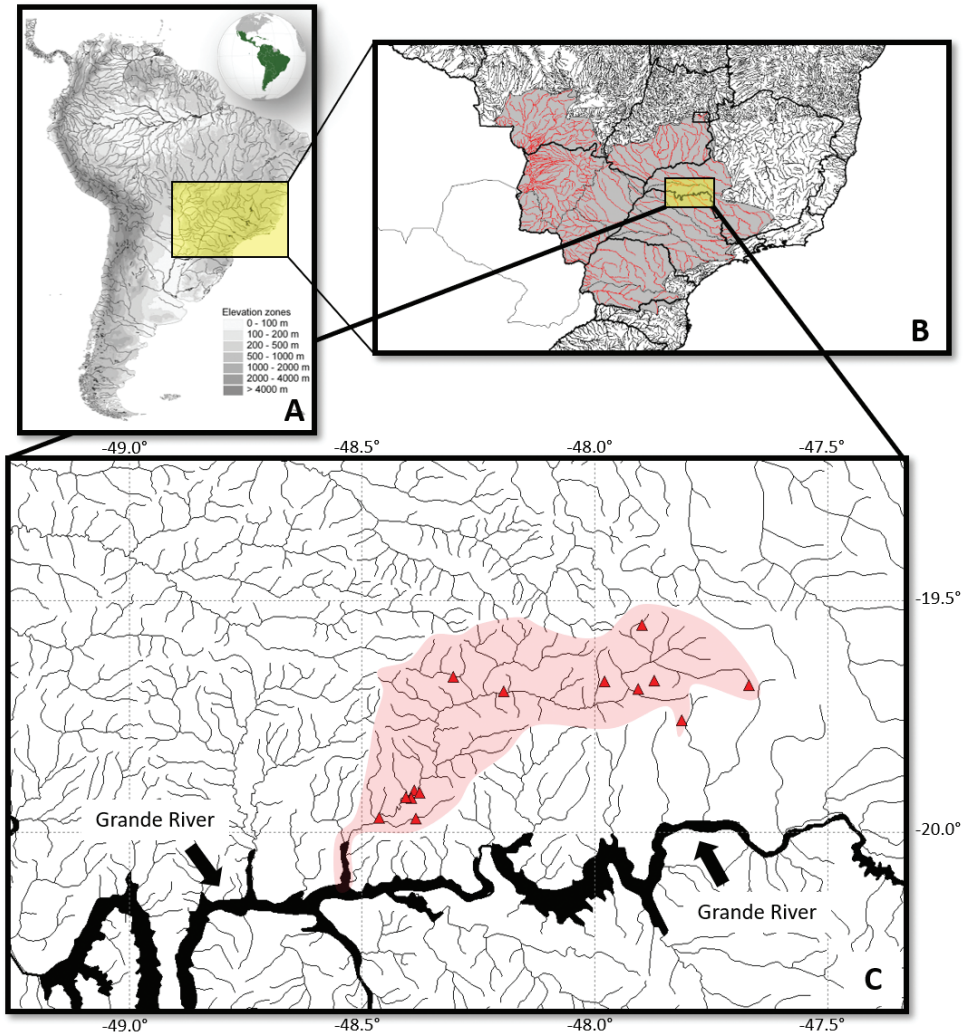 Elevation zones
0 - 100 m
100 - 200 m
200 - 500 m
500 - 1000 m
1000 - 2000 m
2000 - 4000 m
> 4000 m
A
B
-49.0°
-48.5°
-48.0°
-47.5°
-19.5°
Grande River
-20.0°
Grande River
C
-49.0°
-48.5°
-48.0°
-47.5°